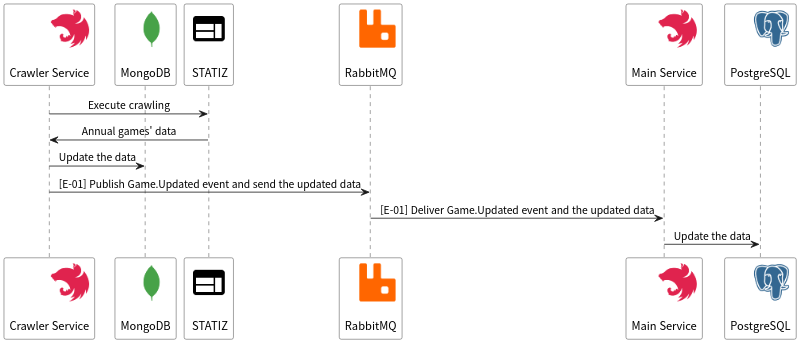 Crawler Service
MongoDB
STATIZ
RabbitMQ
Main Service
PostgreSQL
Execute crawling
Annual games' data
Update the data
[E-01] Publish Game.Updated event and send the updated data
[E-01] Deliver Game.Updated event and the updated data
Update the data
Crawler Service
MongoDB
STATIZ
RabbitMQ
Main Service
PostgreSQL